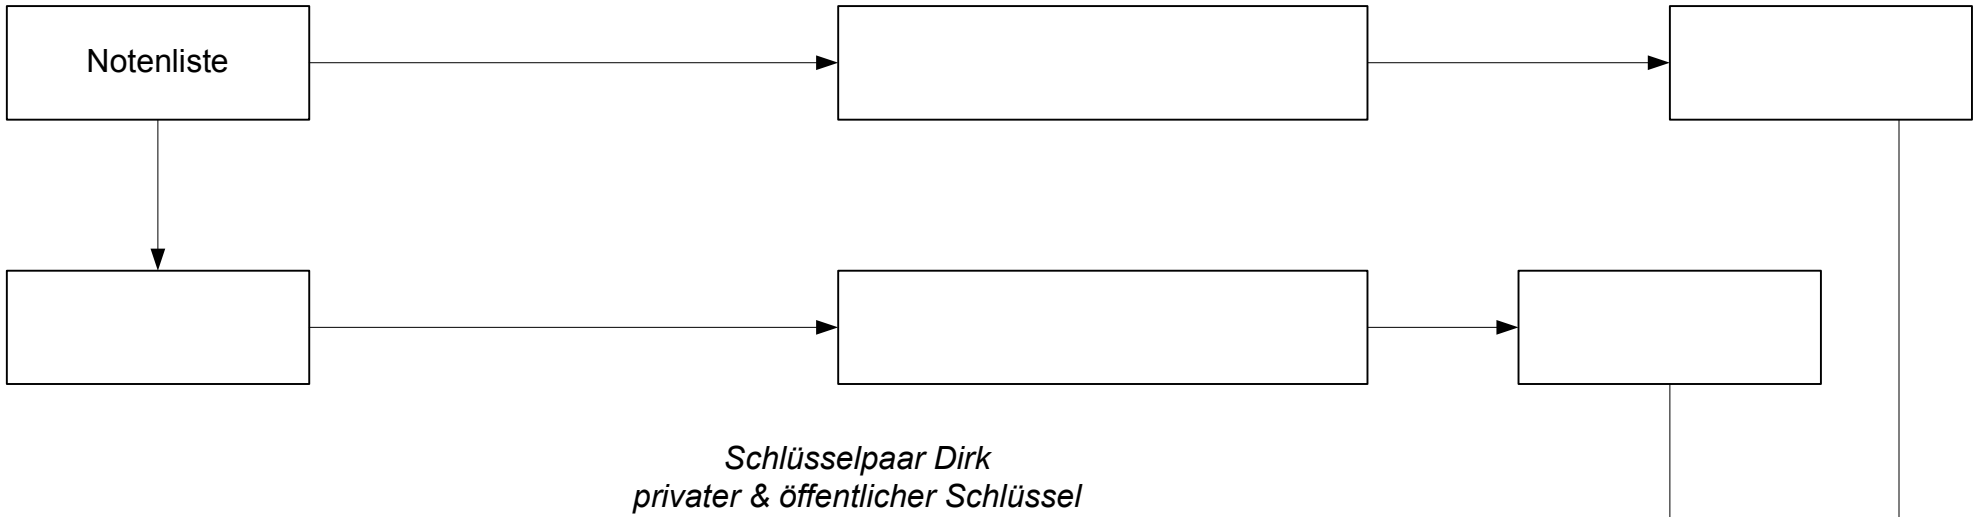 Notenliste
Schlüsselpaar Dirk
privater & öffentlicher Schlüssel